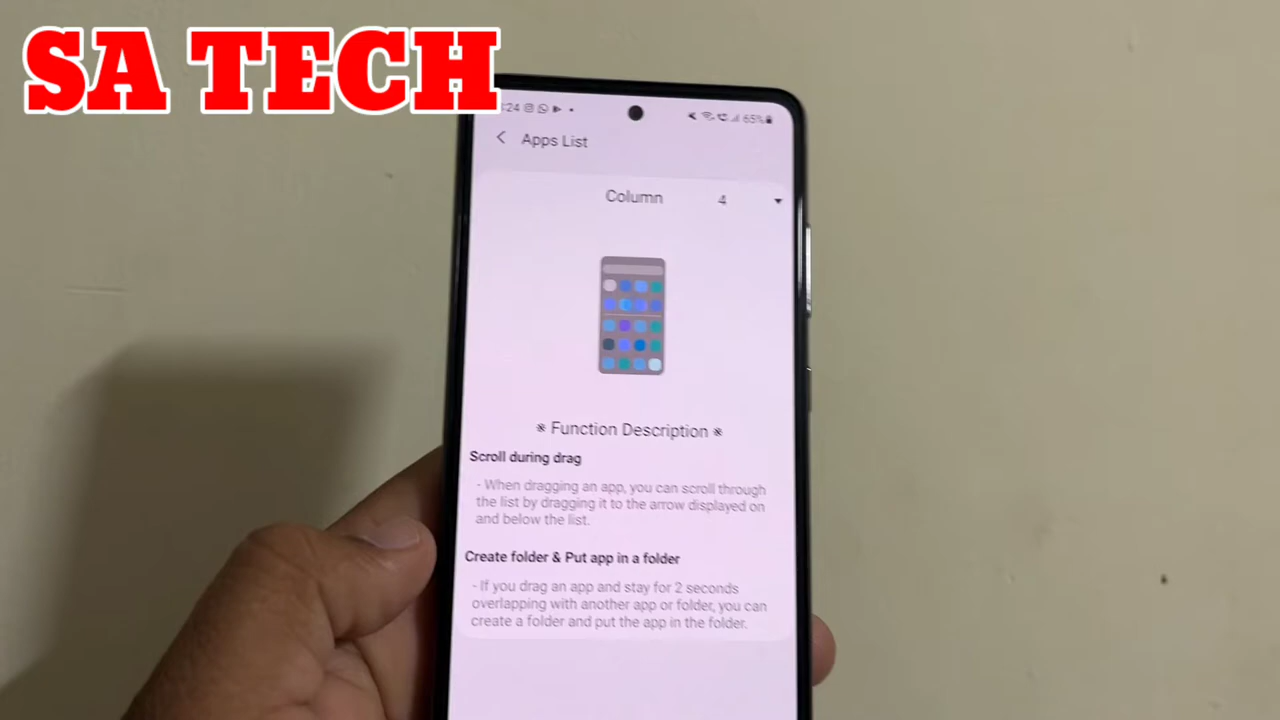 SA TECH
:24 65%
Apps List
Column 4
※ Function Description ※
Scroll during drag
- When dragging an app, you can scroll through
the list by dragging it to the arrow displayed on
and below the list.
Create folder & Put app in a folder
- If you drag an app and stay for 2 seconds
overlapping with another app or folder, you can
create a folder and put the app in the folder.